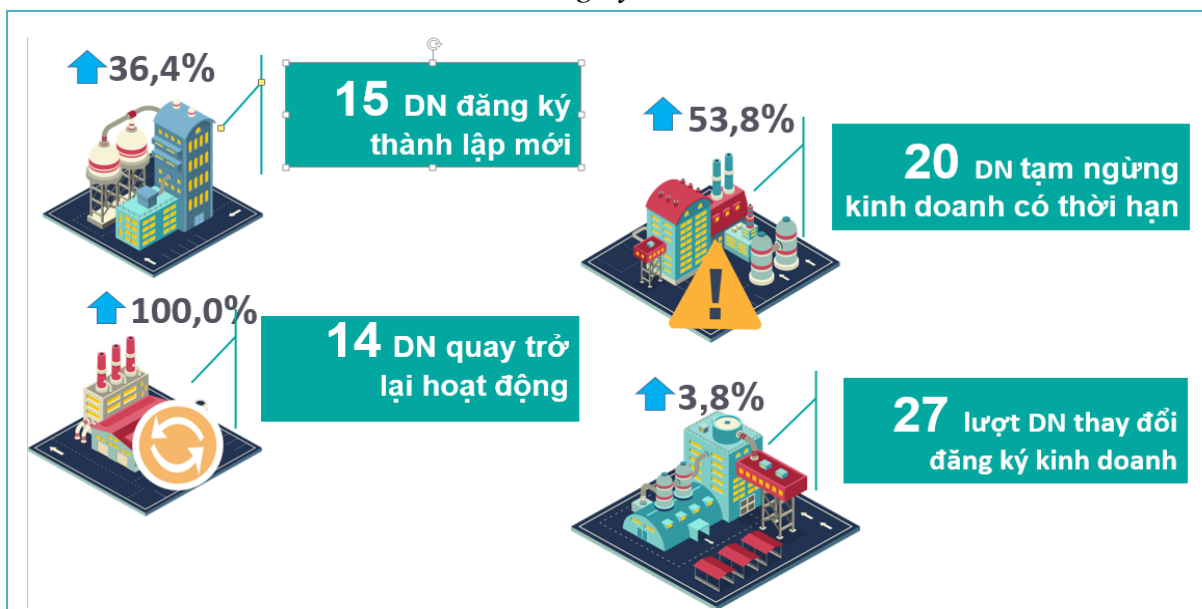 36,4%
15 DN đăng ký
thành lập mới
53,8%
20 DN tạm ngừng
kinh doanh có thời hạn
100,0%
14 DN quay trở
lại hoạt động
3,8%
27 lượt DN thay đổi
đăng ký kinh doanh